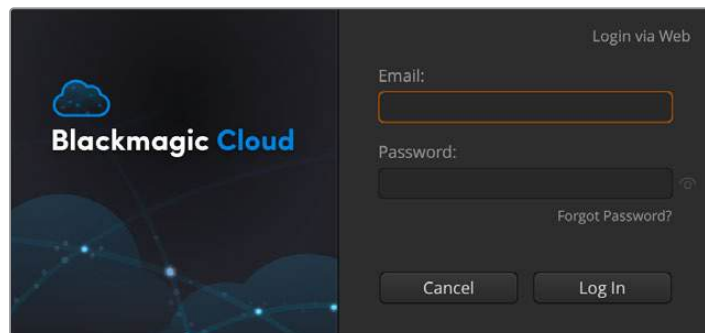 Login via Web
Blackmagic Cloud
Email:
Password:
Forgot Password?
Cancel
Log In